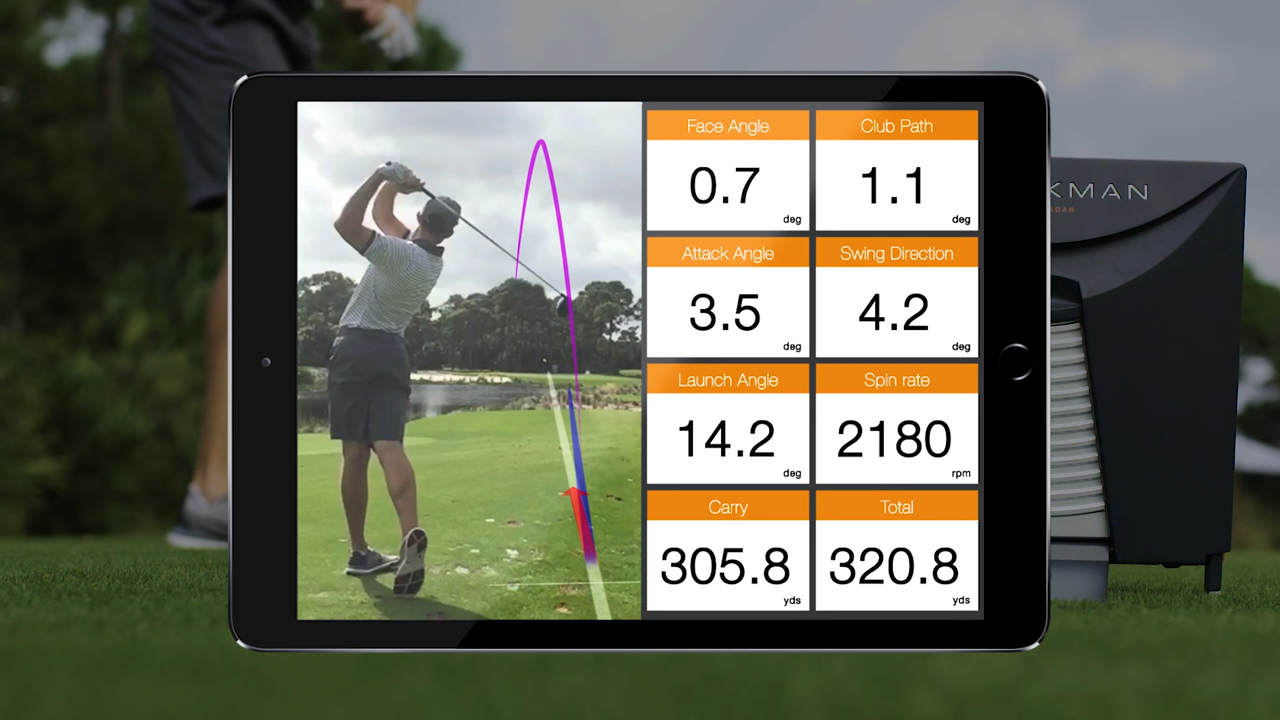 Face Angle
Club Path
0.7
deg
1.1
deg
Attack Angle
Swing Direction
3.5
deg
4.2
deg
Launch Angle
Spin rate
14.2
deg
2180
rpm
Carry
Total
305.8
yds
320.8
yds
KMAN